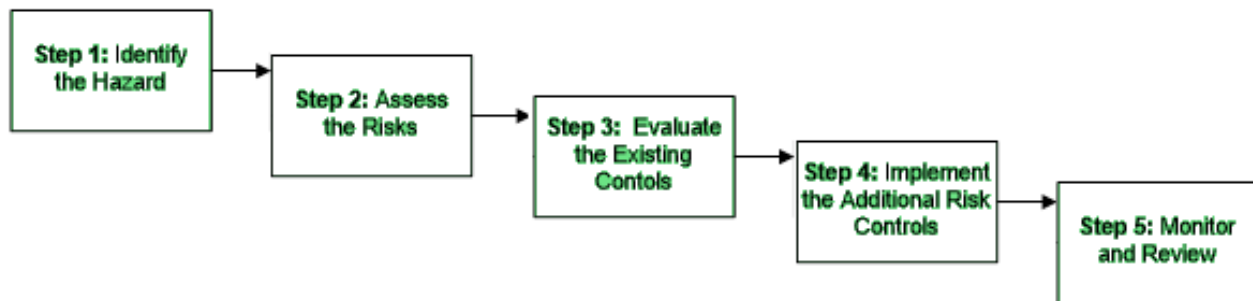 Step 1: Identify
the Hazard
Step 2: Assess
the Risks
Step 3: Evaluate
the Existing
Contols
Step 4: Implement
the Additional Risk
Controls
Step 5: Monitor
and Review